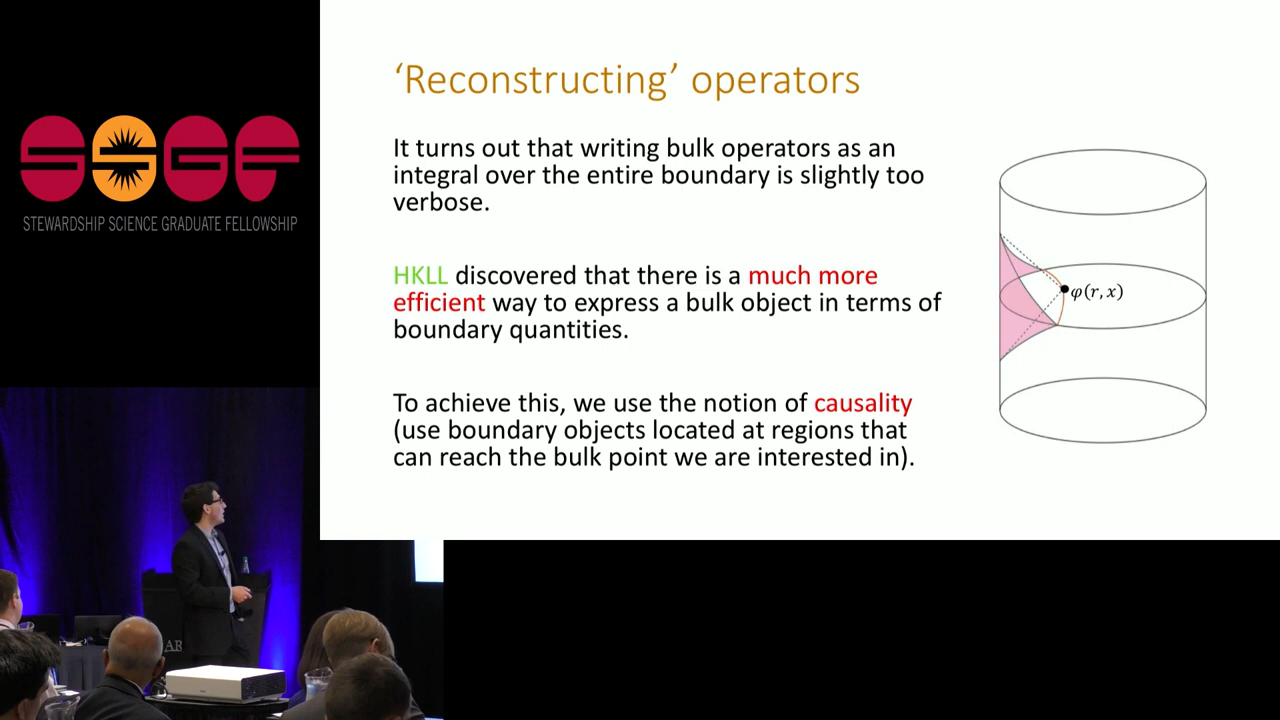 SSGF
STEWARDSHIP SCIENCE GRADUATE FELLOWSHIP
‘Reconstructing’ operators
It turns out that writing bulk operators as an
integral over the entire boundary is slightly too
verbose.
HKLL discovered that there is a much more
efficient way to express a bulk object in terms of
boundary quantities.
To achieve this, we use the notion of causality
(use boundary objects located at regions that
can reach the bulk point we are interested in).
φ(r, x)